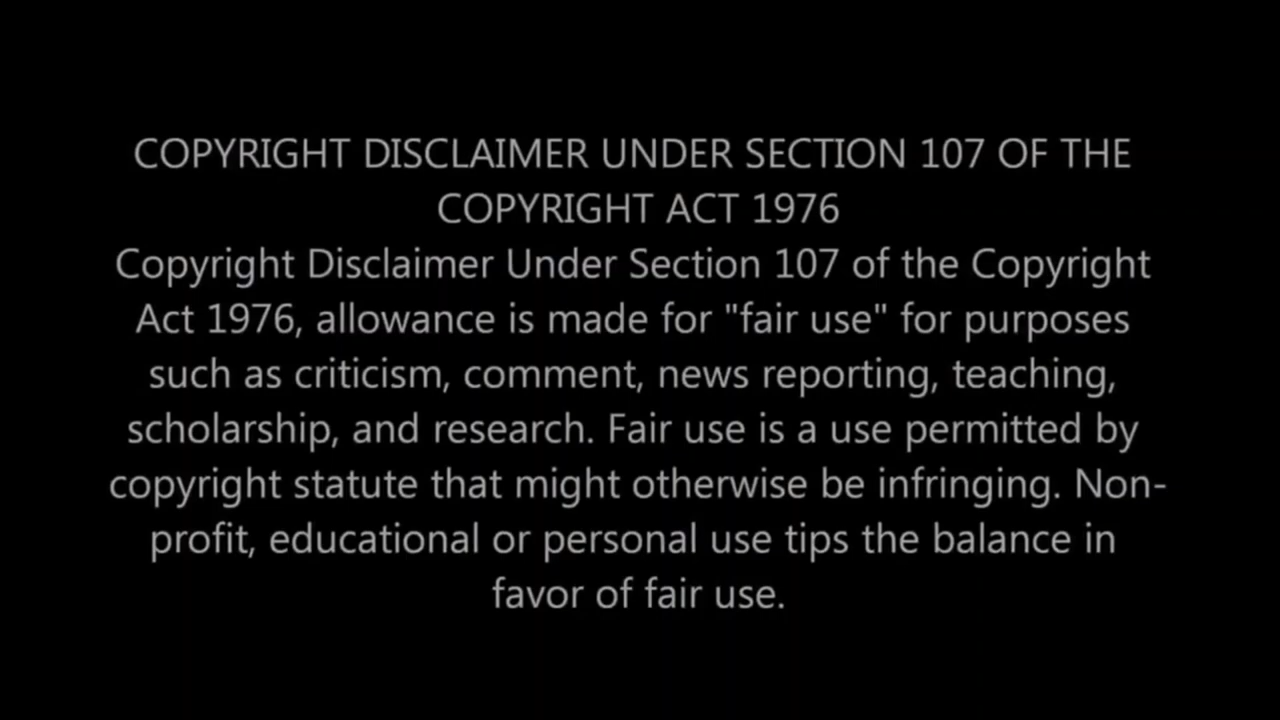 COPYRIGHT DISCLAIMER UNDER SECTION 107 OF THE
COPYRIGHT ACT 1976
Copyright Disclaimer Under Section 107 of the Copyright
Act 1976, allowance is made for "fair use" for purposes
such as criticism, comment, news reporting, teaching,
scholarship, and research. Fair use is a use permitted by
copyright statute that might otherwise be infringing. Non-
profit, educational or personal use tips the balance in
favor of fair use.